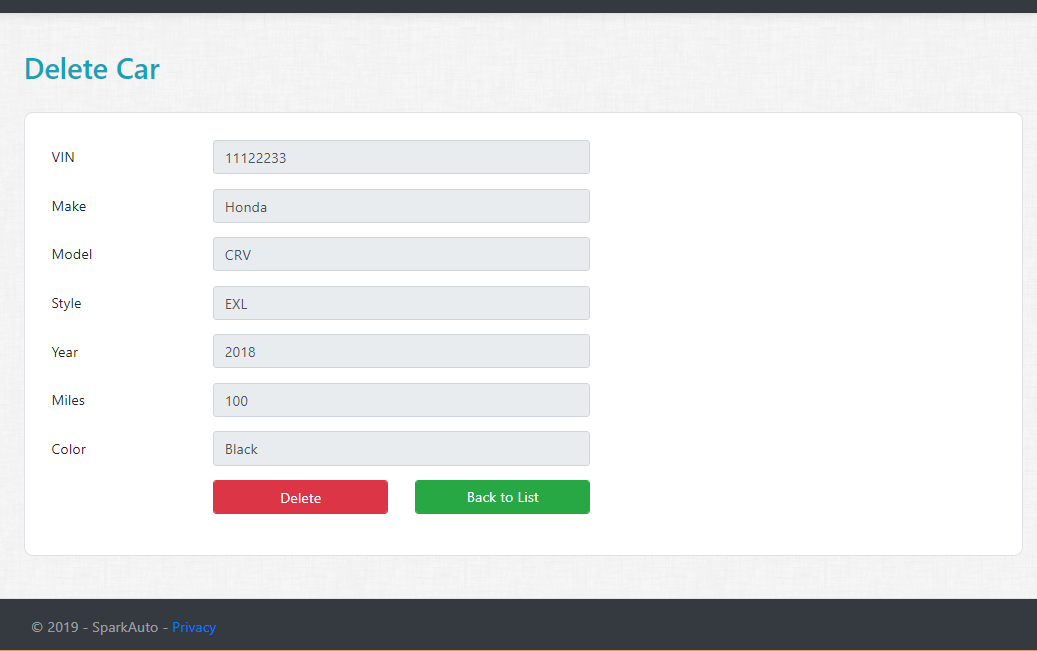 Delete Car
VIN 11122233
Make Honda
Model CRV
Style EXL
Year 2018
Miles 100
Color Black
Delete Back to List
© 2019 - SparkAuto - Privacy